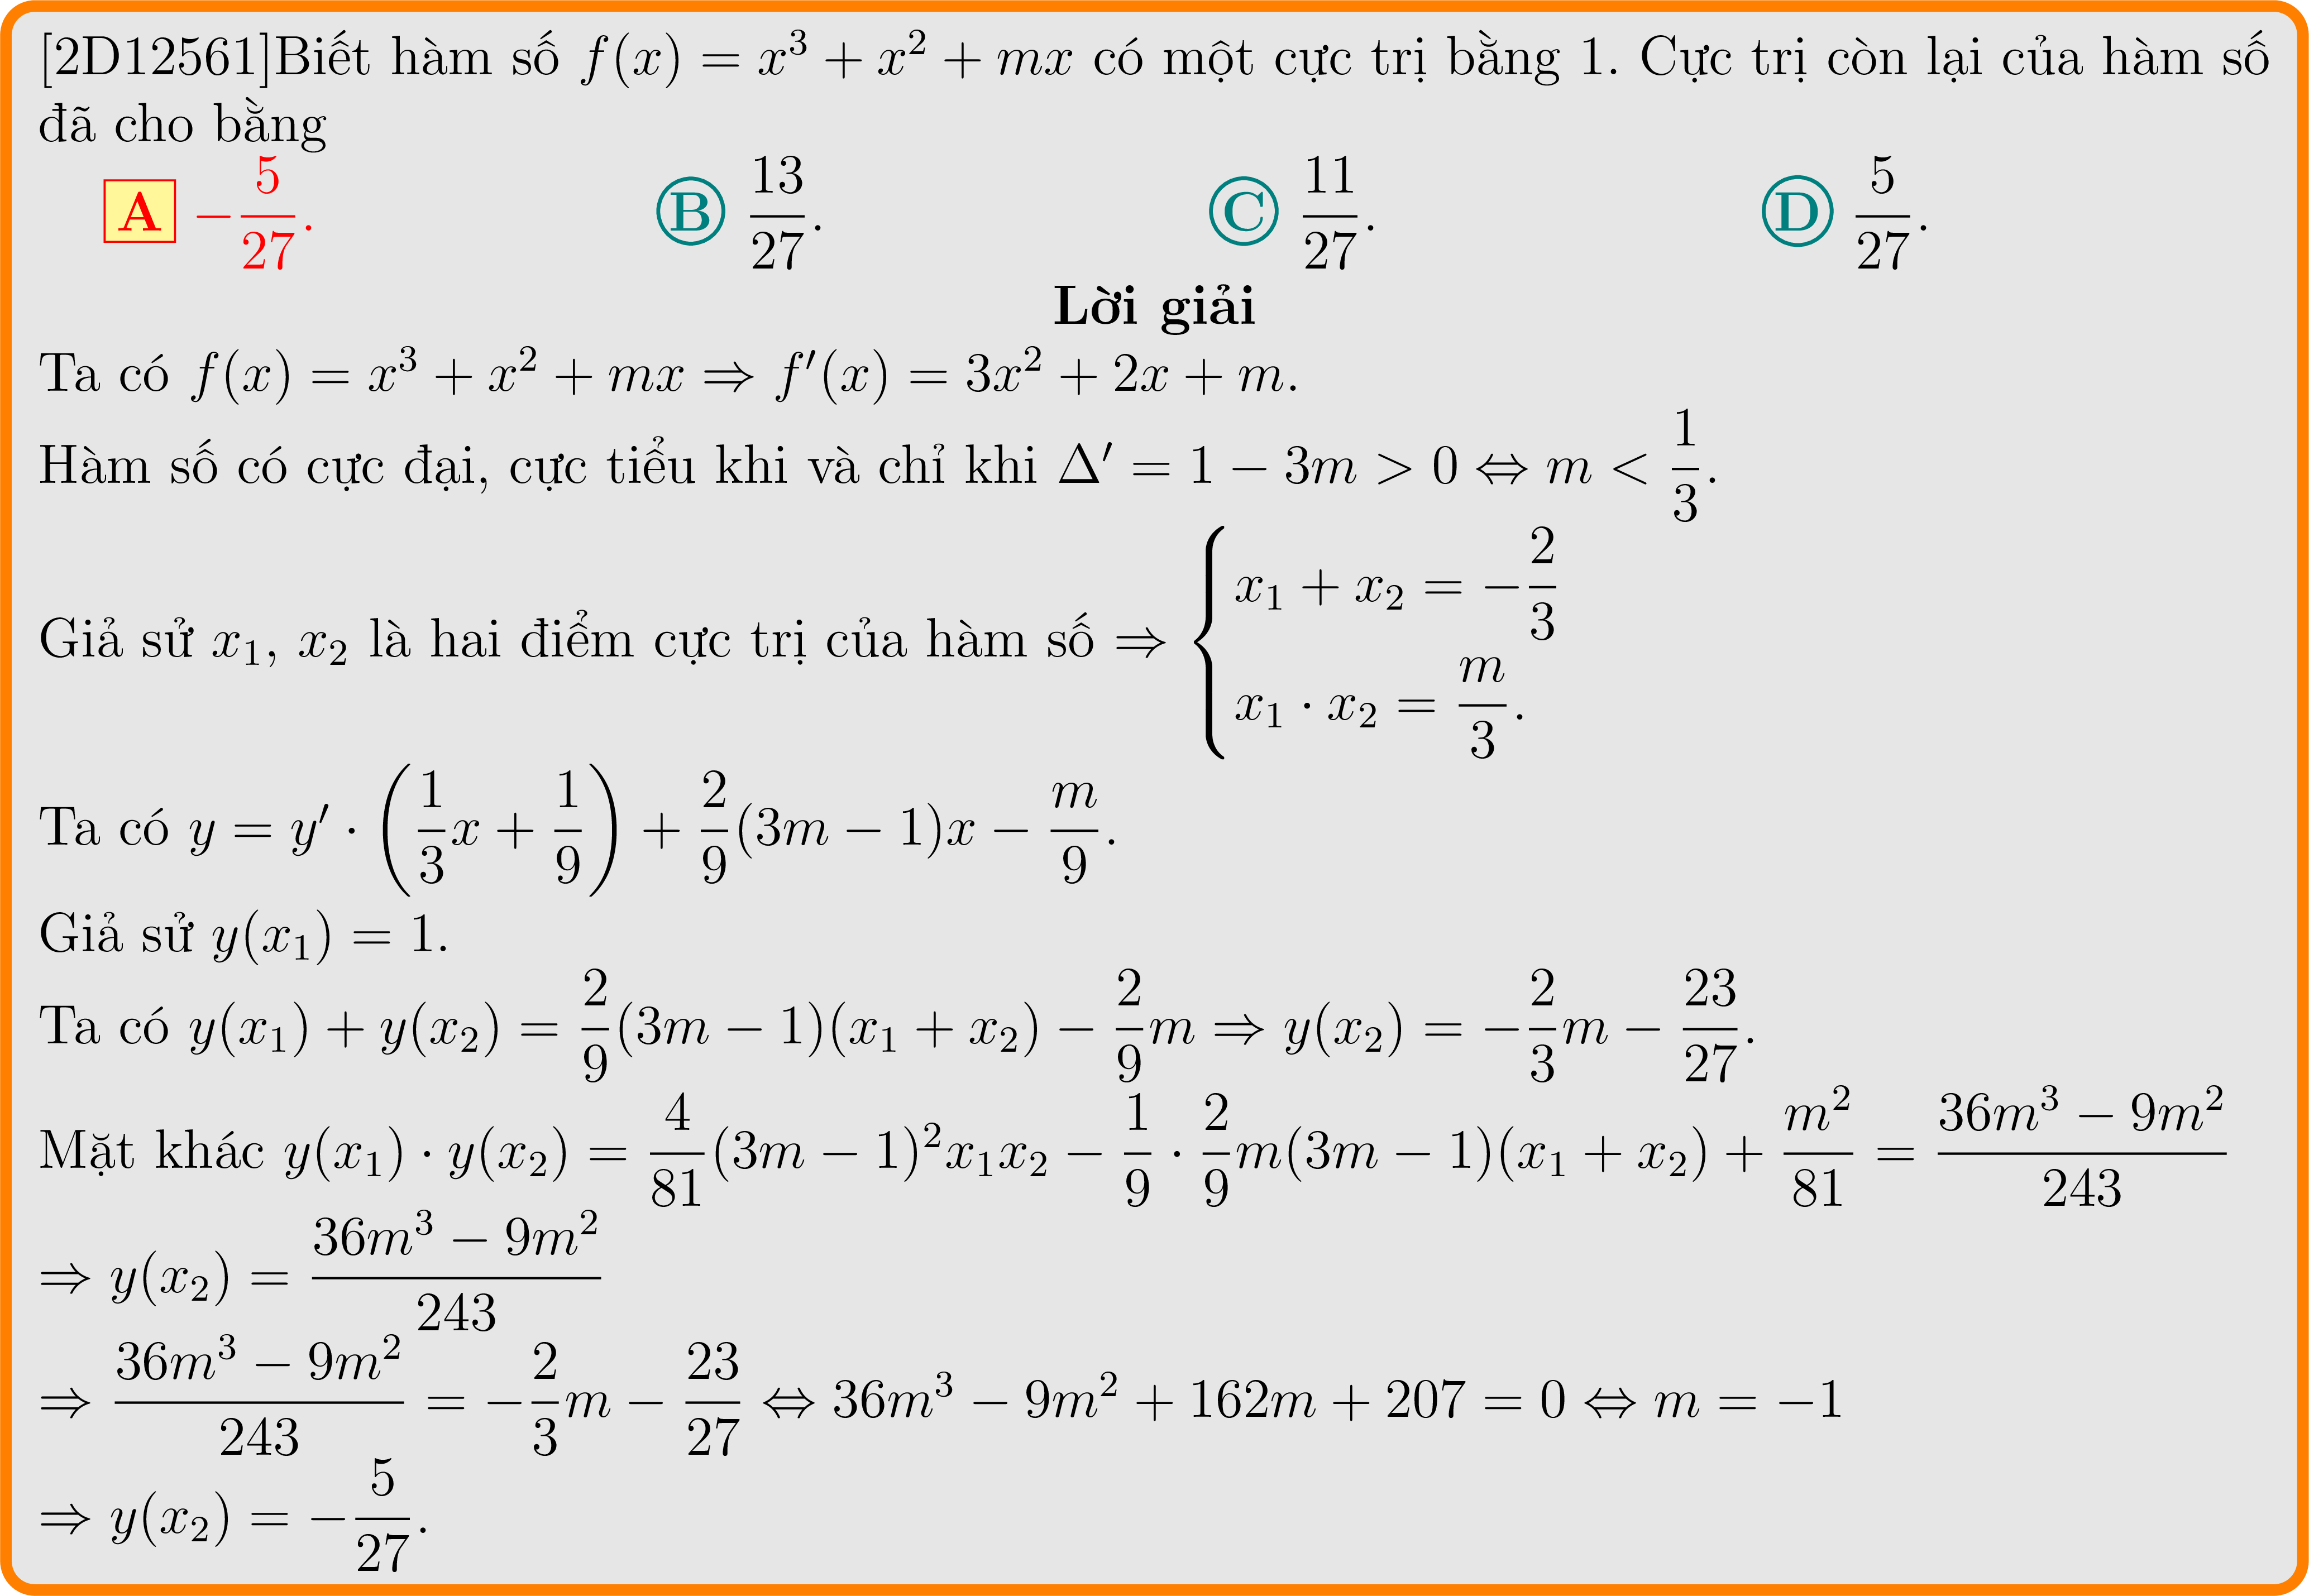 [2D12561]Biết hàm số $f(x) = x^3 + x^2 + mx$ có một cực trị bằng 1. Cực trị còn lại của hàm số
đã cho bằng
A $-\frac{5}{27}$. B $\frac{13}{27}$. C $\frac{11}{27}$. D $\frac{5}{27}$.
Lời giải
Ta có $f(x) = x^3 + x^2 + mx \Rightarrow f'(x) = 3x^2 + 2x + m$.
Hàm số có cực đại, cực tiểu khi và chỉ khi $\Delta' = 1 - 3m > 0 \Leftrightarrow m < \frac{1}{3}$.
Giả sử $x_1$, $x_2$ là hai điểm cực trị của hàm số $\Rightarrow \begin{cases} x_1 + x_2 = -\frac{2}{3} \\ x_1 \cdot x_2 = \frac{m}{3}. \end{cases}$
Ta có $y = y' \cdot \left(\frac{1}{3}x + \frac{1}{9}\right) + \frac{2}{9}(3m - 1)x - \frac{m}{9}$.
Giả sử $y(x_1) = 1$.
Ta có $y(x_1) + y(x_2) = \frac{2}{9}(3m - 1)(x_1 + x_2) - \frac{2}{9}m \Rightarrow y(x_2) = -\frac{2}{3}m - \frac{23}{27}$.
Mặt khác $y(x_1) \cdot y(x_2) = \frac{4}{81}(3m - 1)^2 x_1 x_2 - \frac{1}{9} \cdot \frac{2}{9}m(3m - 1)(x_1 + x_2) + \frac{m^2}{81} = \frac{36m^3 - 9m^2}{243}$
$\Rightarrow y(x_2) = \frac{36m^3 - 9m^2}{243}$
$\Rightarrow \frac{36m^3 - 9m^2}{243} = -\frac{2}{3}m - \frac{23}{27} \Leftrightarrow 36m^3 - 9m^2 + 162m + 207 = 0 \Leftrightarrow m = -1$
$\Rightarrow y(x_2) = -\frac{5}{27}$.